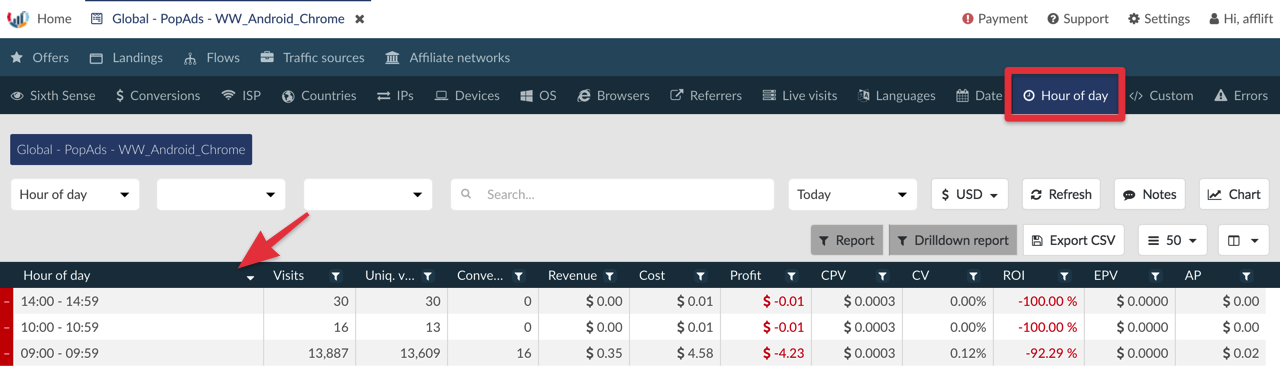 Home Global - PopAds - WW_Android_Chrome Payment Support Settings Hi, afflift
Offers Landings Flows Traffic sources Affiliate networks
Sixth Sense Conversions ISP Countries IPs Devices OS Browsers Referrers Live visits Languages Date Hour of day Custom Errors
Global - PopAds - WW_Android_Chrome
Hour of day Search... Today $ USD Refresh Notes Chart
Report Drilldown report Export CSV 50
Hour of day Visits Uniq. v... Conve... Revenue Cost Profit CPV CV ROI EPV AP
14:00 - 14:59 30 30 0 $ 0.00 $ 0.01 $ -0.01 $ 0.0003 0.00% -100.00 % $ 0.0000 $ 0.00
10:00 - 10:59 16 13 0 $ 0.00 $ 0.01 $ -0.01 $ 0.0003 0.00% -100.00 % $ 0.0000 $ 0.00
09:00 - 09:59 13,887 13,609 16 $ 0.35 $ 4.58 $ -4.23 $ 0.0003 0.12% -92.29 % $ 0.0000 $ 0.02